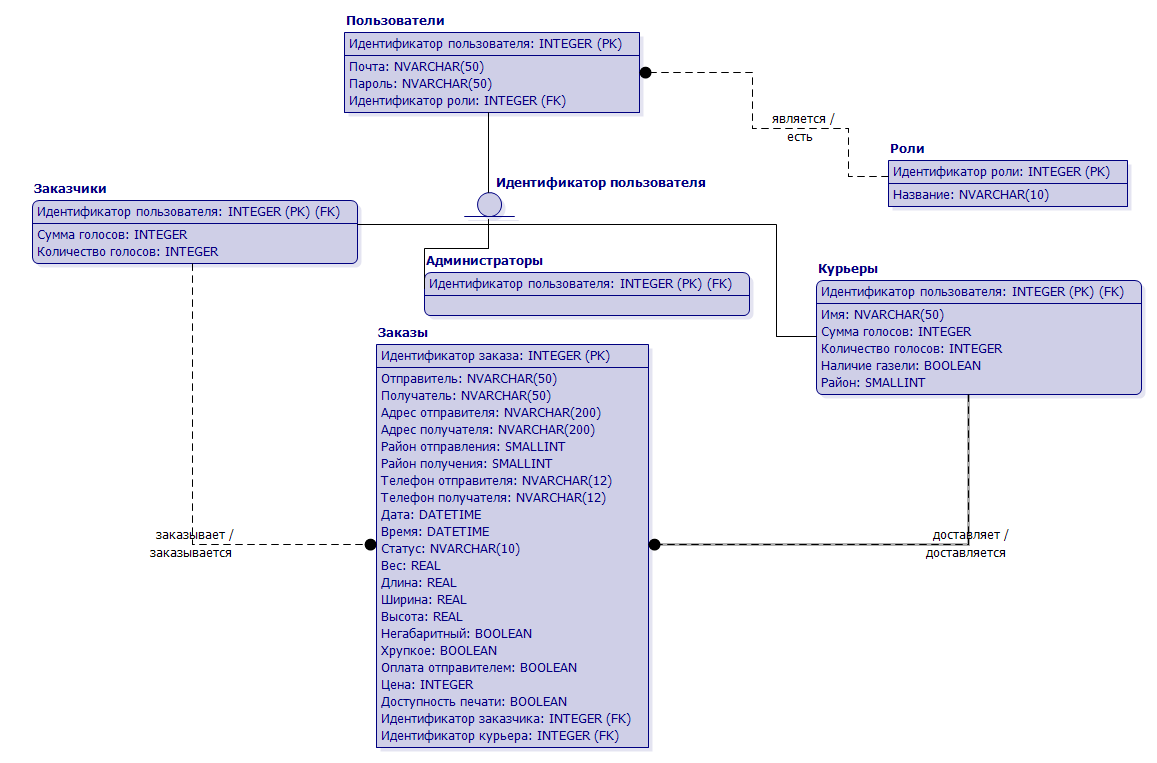 Пользователи
Идентификатор пользователя: INTEGER (PK)
Почта: NVARCHAR(50)
Пароль: NVARCHAR(50)
Идентификатор роли: INTEGER (FK)
является /
есть
Роли
Идентификатор роли: INTEGER (PK)
Название: NVARCHAR(10)
Идентификатор пользователя
Заказчики
Идентификатор пользователя: INTEGER (PK) (FK)
Сумма голосов: INTEGER
Количество голосов: INTEGER
Администраторы
Идентификатор пользователя: INTEGER (PK) (FK)
Курьеры
Идентификатор пользователя: INTEGER (PK) (FK)
Имя: NVARCHAR(50)
Сумма голосов: INTEGER
Количество голосов: INTEGER
Наличие газели: BOOLEAN
Район: SMALLINT
Заказы
Идентификатор заказа: INTEGER (PK)
Отправитель: NVARCHAR(50)
Получатель: NVARCHAR(50)
Адрес отправителя: NVARCHAR(200)
Адрес получателя: NVARCHAR(200)
Район отправления: SMALLINT
Район получения: SMALLINT
Телефон отправителя: NVARCHAR(12)
Телефон получателя: NVARCHAR(12)
Дата: DATETIME
Время: DATETIME
Статус: NVARCHAR(10)
Вес: REAL
Длина: REAL
Ширина: REAL
Высота: REAL
Негабаритный: BOOLEAN
Хрупкое: BOOLEAN
Оплата отправителем: BOOLEAN
Цена: INTEGER
Доступность печати: BOOLEAN
Идентификатор заказчика: INTEGER (FK)
Идентификатор курьера: INTEGER (FK)
заказывает /
заказывается
доставляет /
доставляется